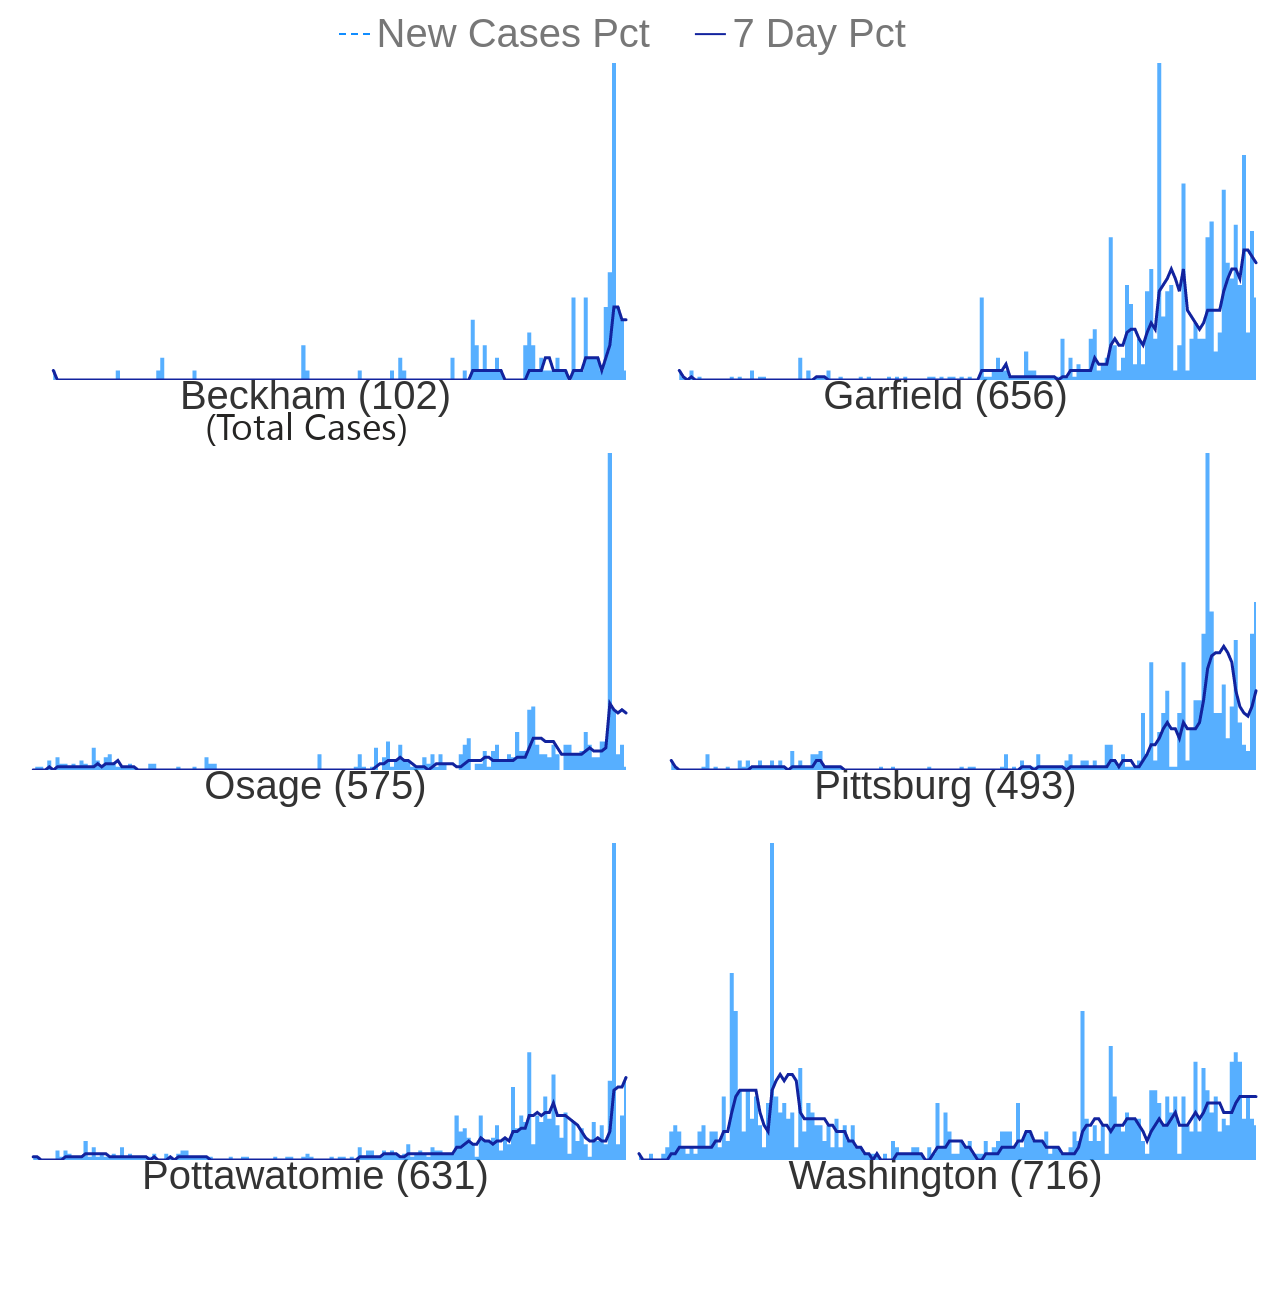 New Cases Pct 7 Day Pct
Beckham (102) Garfield (656)
(Total Cases)
Osage (575) Pittsburg (493)
Pottawatomie (631) Washington (716)